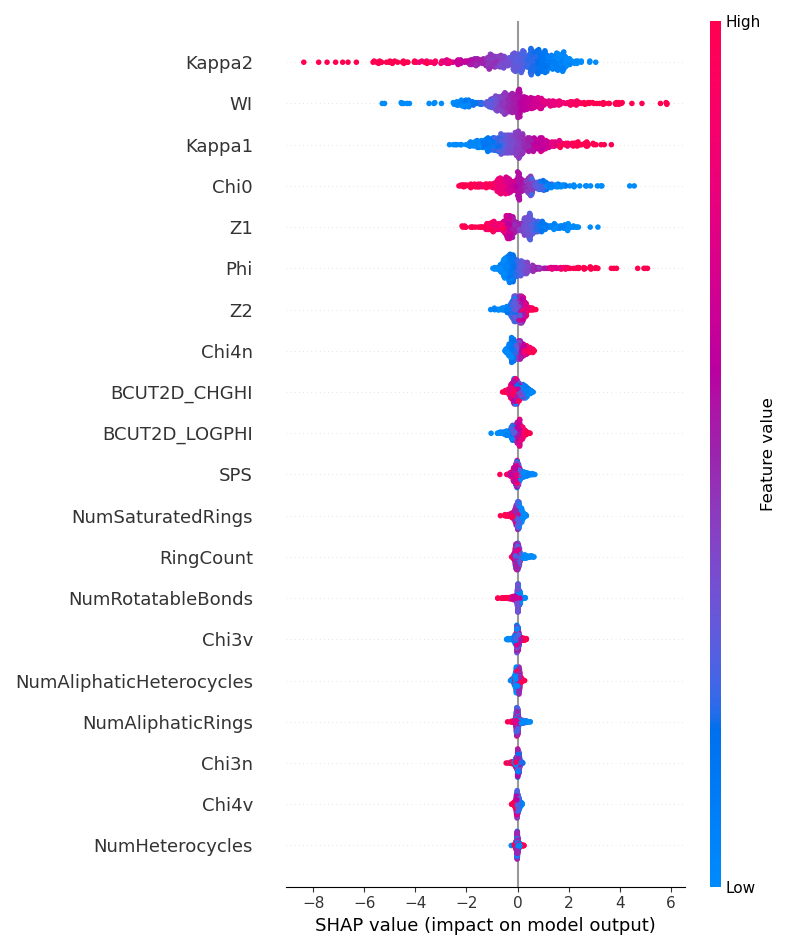 High
Kappa2
WI
Kappa1
Chi0
Z1
Phi
Z2
Chi4n
BCUT2D_CHGHI
BCUT2D_LOGPHI
SPS
NumSaturatedRings
RingCount
NumRotatableBonds
Chi3v
NumAliphaticHeterocycles
NumAliphaticRings
Chi3n
Chi4v
NumHeterocycles
Feature value
Low
−8 −6 −4 −2 0 2 4 6
SHAP value (impact on model output)